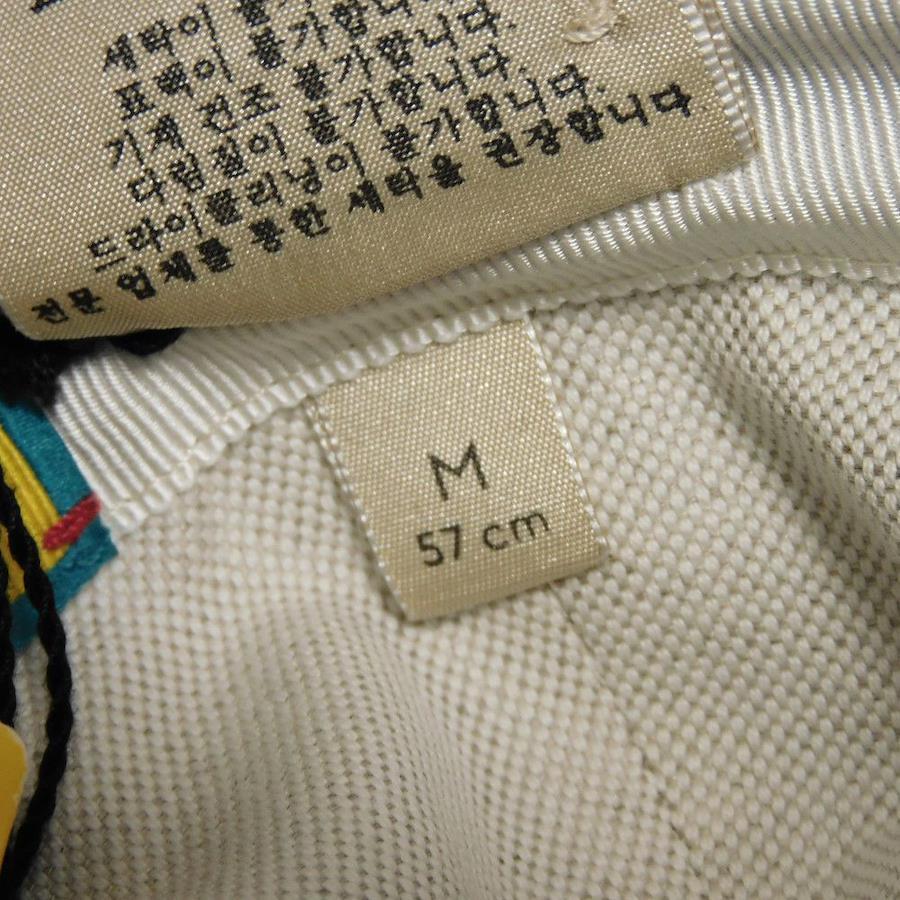 세탁이 불가합니다.
표백이 불가합니다.
기계 건조 불가합니다.
다림질이 불가합니다.
드라이클리닝이 불가합니다.
전문 업체를 통한 세탁을 권장합니다
M
57 cm